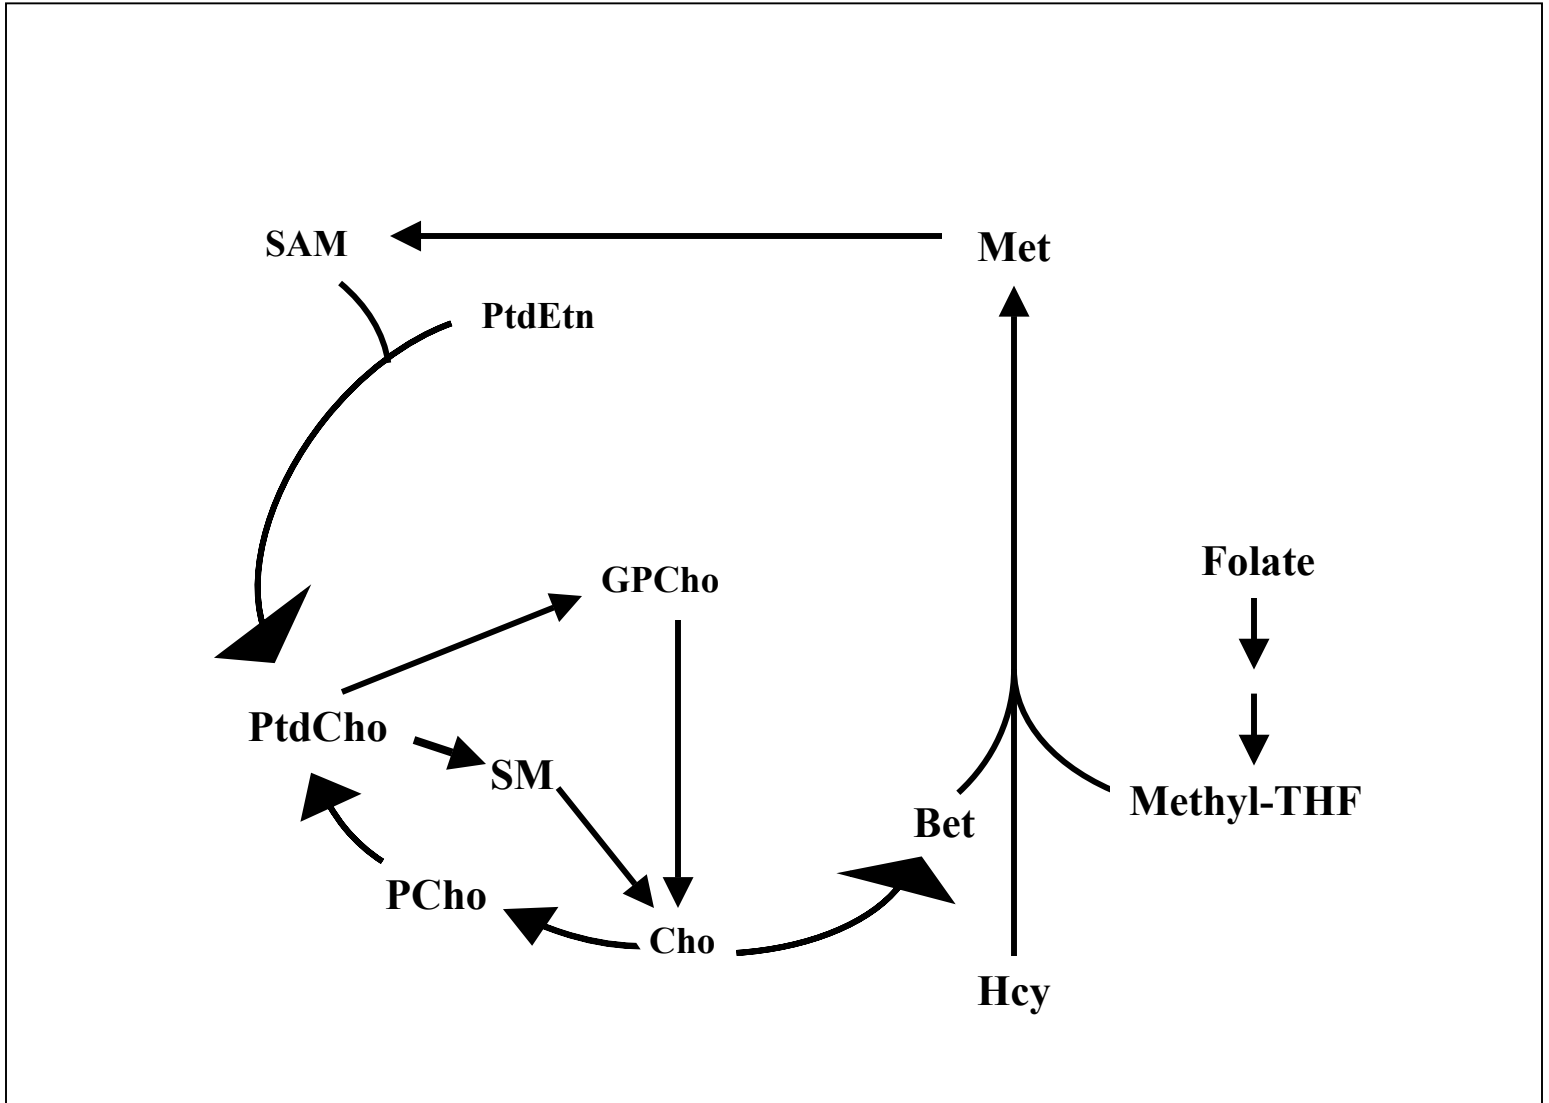 SAM
Met
PtdEtn
Folate
GPCho
PtdCho
SM
Methyl-THF
Bet
PCho
Cho
Hcy